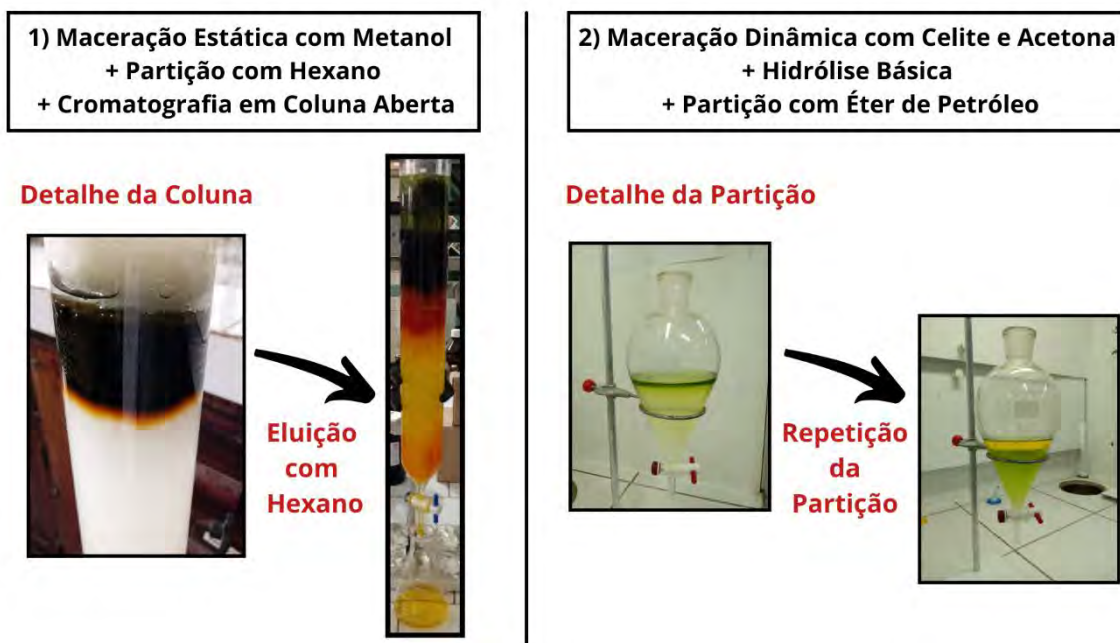 1) Maceração Estática com Metanol
+ Partição com Hexano
+ Cromatografia em Coluna Aberta
Detalhe da Coluna
Eluição
com
Hexano
2) Maceração Dinâmica com Celite e Acetona
+ Hidrólise Básica
+ Partição com Éter de Petróleo
Detalhe da Partição
Repetição
da
Partição